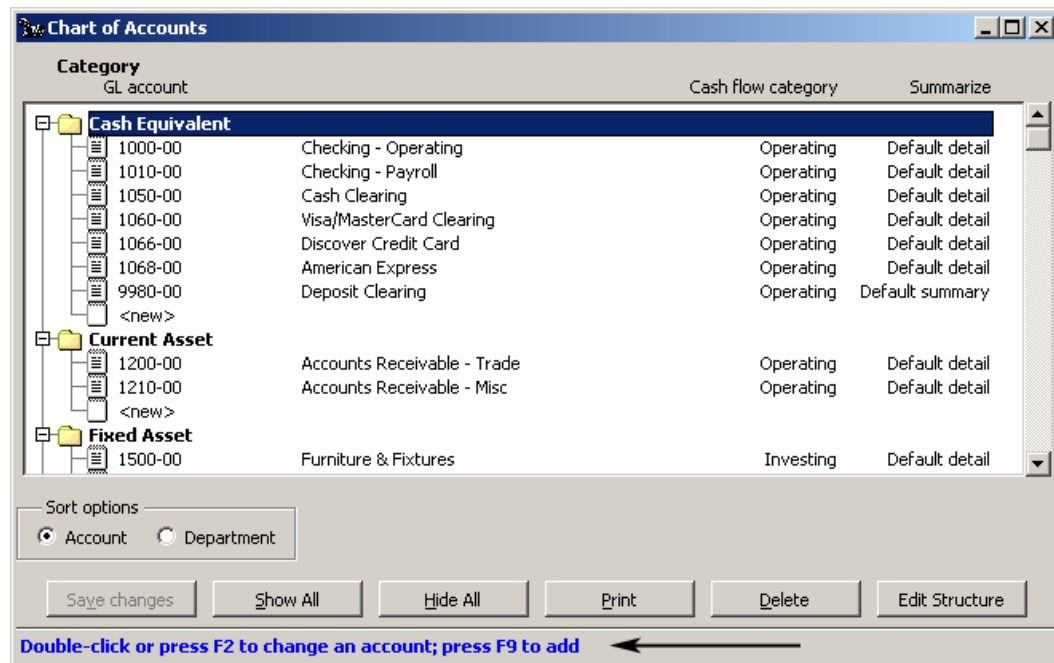 Chart of Accounts
Category
GL account Cash flow category Summarize
Cash Equivalent
1000-00 Checking - Operating Operating Default detail
1010-00 Checking - Payroll Operating Default detail
1050-00 Cash Clearing Operating Default detail
1060-00 Visa/MasterCard Clearing Operating Default detail
1066-00 Discover Credit Card Operating Default detail
1068-00 American Express Operating Default detail
9980-00 Deposit Clearing Operating Default summary
<new>
Current Asset
1200-00 Accounts Receivable - Trade Operating Default detail
1210-00 Accounts Receivable - Misc Operating Default detail
<new>
Fixed Asset
1500-00 Furniture & Fixtures Investing Default detail
Sort options
Account Department
Save changes Show All Hide All Print Delete Edit Structure
Double-click or press F2 to change an account; press F9 to add